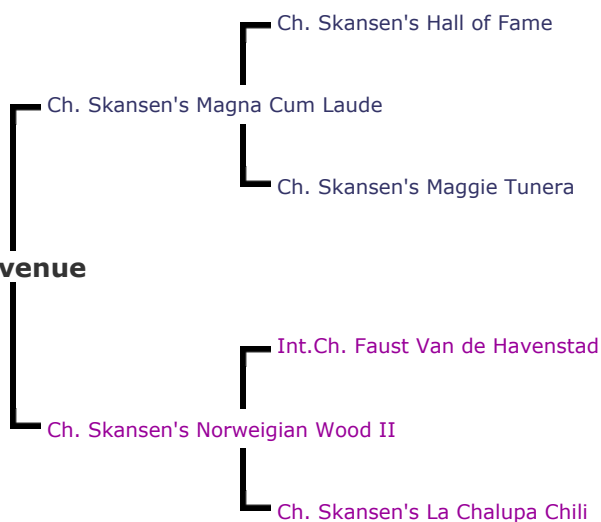 Ch. Skansen's Hall of Fame
Ch. Skansen's Magna Cum Laude
Ch. Skansen's Maggie Tunera
venue
Int.Ch. Faust Van de Havenstad
Ch. Skansen's Norweigian Wood II
Ch. Skansen's La Chalupa Chili